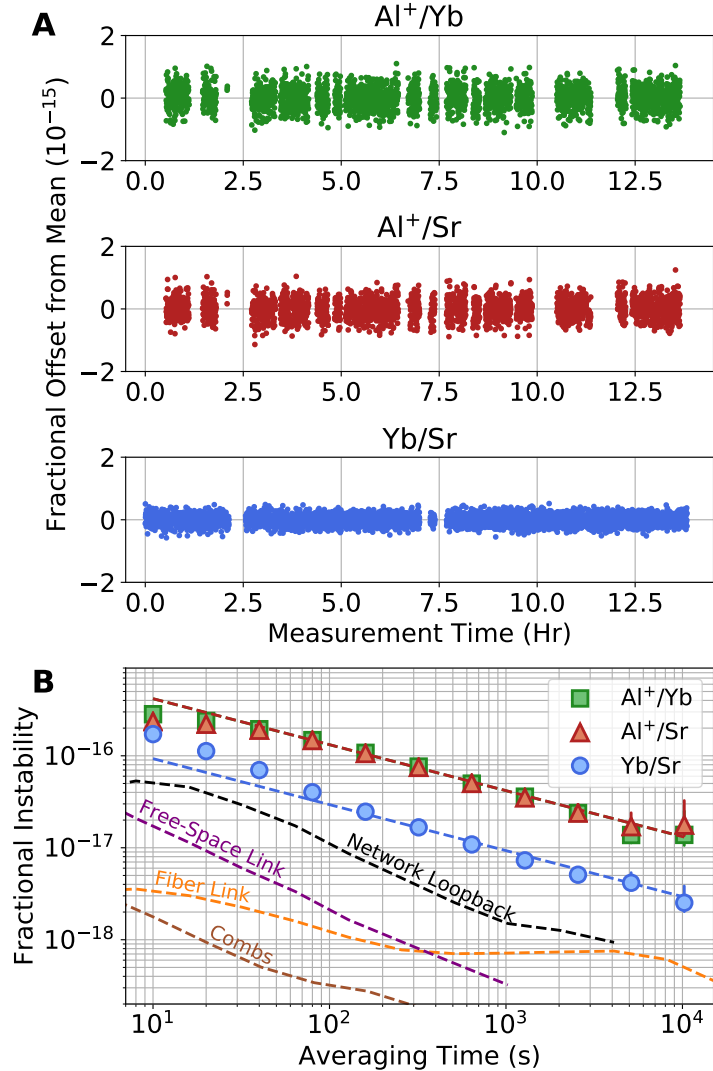 A
Al⁺/Yb
2
0
−2
0.0 2.5 5.0 7.5 10.0 12.5
Al⁺/Sr
2
0
−2
0.0 2.5 5.0 7.5 10.0 12.5
Yb/Sr
2
0
−2
0.0 2.5 5.0 7.5 10.0 12.5
Measurement Time (Hr)
Fractional Offset from Mean (10⁻¹⁵)
B
Al⁺/Yb
Al⁺/Sr
Yb/Sr
10⁻¹⁶
10⁻¹⁷
10⁻¹⁸
Fractional Instability
Free-Space Link
Network Loopback
Fiber Link
Combs
10¹ 10² 10³ 10⁴
Averaging Time (s)